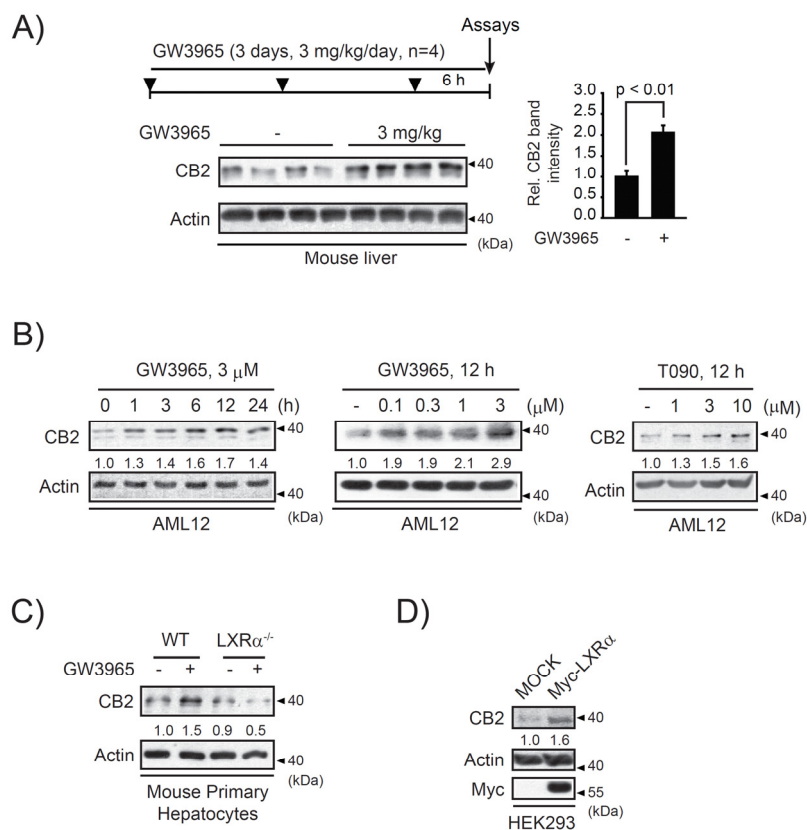 A)
Assays
GW3965 (3 days, 3 mg/kg/day, n=4)
6 h
GW3965 - 3 mg/kg
CB2 40
Actin 40
(kDa)
Mouse liver
p < 0.01
3.0
2.5
2.0
1.5
1.0
0.5
0.0
Rel. CB2 band
intensity
GW3965 - +
B)
GW3965, 3 μM
0 1 3 6 12 24 (h)
CB2 40
1.0 1.3 1.4 1.6 1.7 1.4
Actin 40
(kDa)
AML12
GW3965, 12 h
- 0.1 0.3 1 3 (μM)
40
1.0 1.9 1.9 2.1 2.9
40
(kDa)
AML12
T090, 12 h
- 1 3 10 (μM)
CB2 40
1.0 1.3 1.5 1.6
Actin 40
(kDa)
AML12
C)
WT LXRα-/-
GW3965 - + - +
CB2 40
1.0 1.5 0.9 0.5
Actin 40
(kDa)
Mouse Primary
Hepatocytes
D)
MOCK
Myc-LXRα
CB2 40
1.0 1.6
Actin 40
Myc 55
(kDa)
HEK293